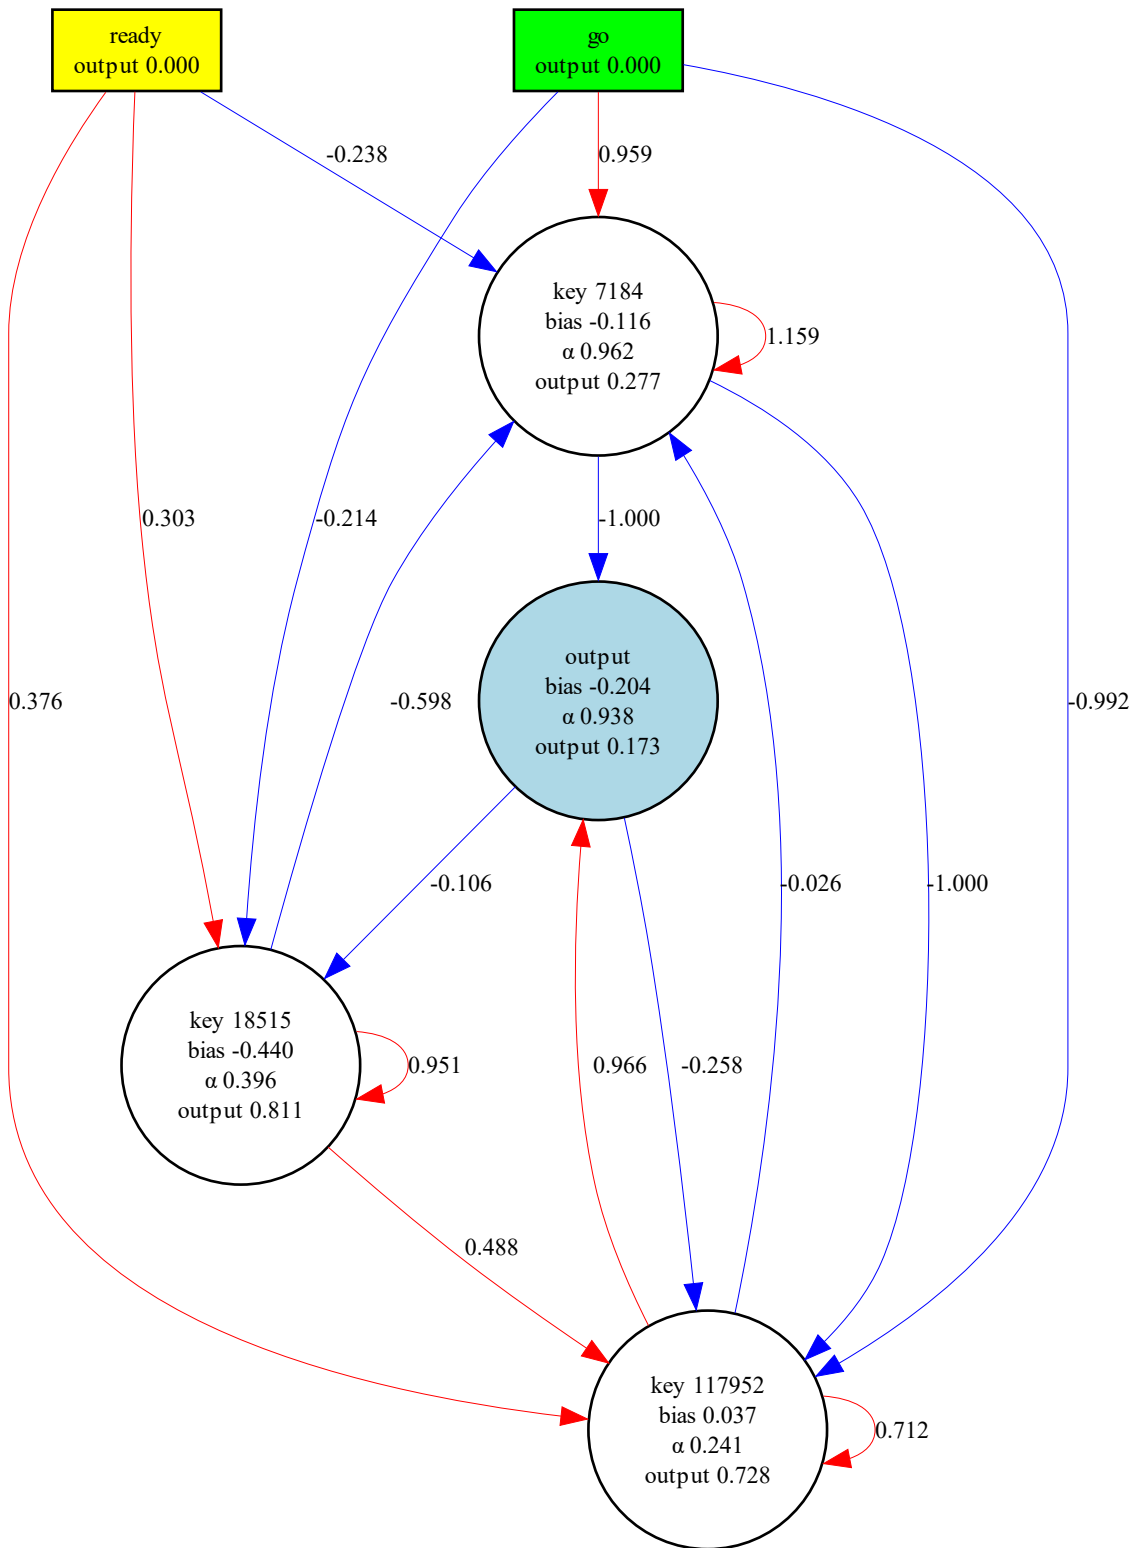 ready
output 0.000
go
output 0.000
-0.238
0.959
key 7184
bias -0.116
α 0.962
output 0.277
1.159
0.303
-0.214
-1.000
output
bias -0.204
α 0.938
output 0.173
0.376
-0.598
-0.992
-0.106
-0.026
-1.000
key 18515
bias -0.440
α 0.396
output 0.811
0.951
0.966
-0.258
0.488
key 117952
bias 0.037
α 0.241
output 0.728
0.712